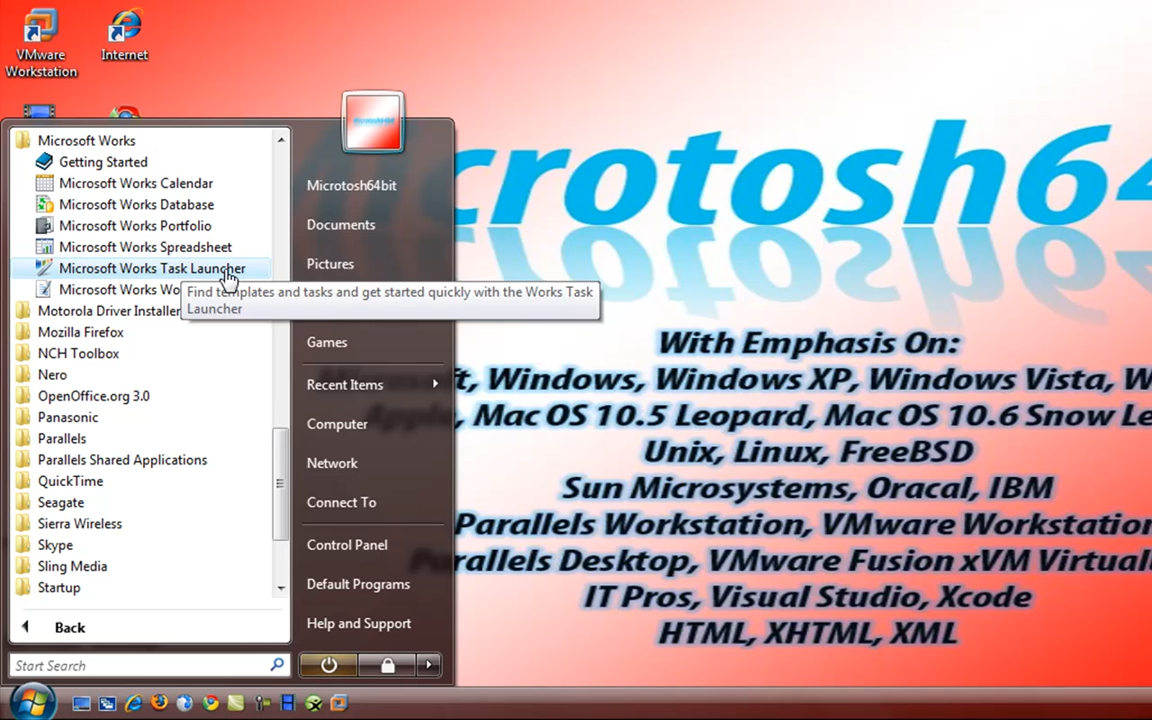 VMware
Workstation
Internet
Microsoft Works
Getting Started
Microsoft Works Calendar
Microsoft Works Database
Microsoft Works Portfolio
Microsoft Works Spreadsheet
Microsoft Works Task Launcher
Microsoft Works Wo
Find templates and tasks and get started quickly with the Works Task
Launcher
Motorola Driver Installer
Mozilla Firefox
NCH Toolbox
Nero
OpenOffice.org 3.0
Panasonic
Parallels
Parallels Shared Applications
QuickTime
Seagate
Sierra Wireless
Skype
Sling Media
Startup
Back
Start Search
Microtosh64bit
Documents
Pictures
Games
Recent Items
Computer
Network
Connect To
Control Panel
Default Programs
Help and Support
crotosh64
With Emphasis On:
t, Windows, Windows XP, Windows Vista, W
Apple, Mac OS 10.5 Leopard, Mac OS 10.6 Snow Le
Unix, Linux, FreeBSD
Sun Microsystems, Oracal, IBM
Parallels Workstation, VMware Workstation
Parallels Desktop, VMware Fusion xVM Virtual
IT Pros, Visual Studio, Xcode
HTML, XHTML, XML